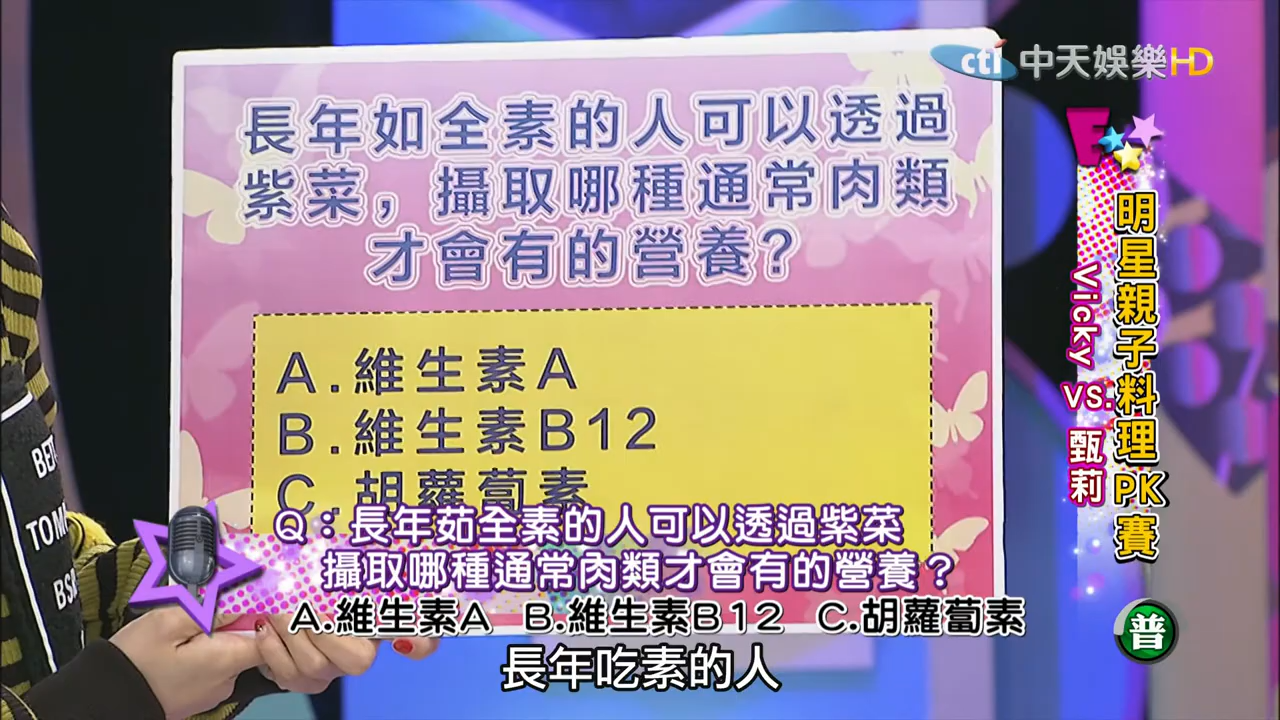 長年如全素的人可以透過
紫菜，攝取哪種通常肉類
才會有的營養?
A.維生素A
B.維生素B12
C.胡蘿蔔素
Q：長年茹全素的人可以透過紫菜
攝取哪種通常肉類才會有的營養？
A.維生素A B.維生素B12 C.胡蘿蔔素
長年吃素的人
cti 中天娛樂HD
明星親子料理PK賽
Vicky vs. 甄莉
普